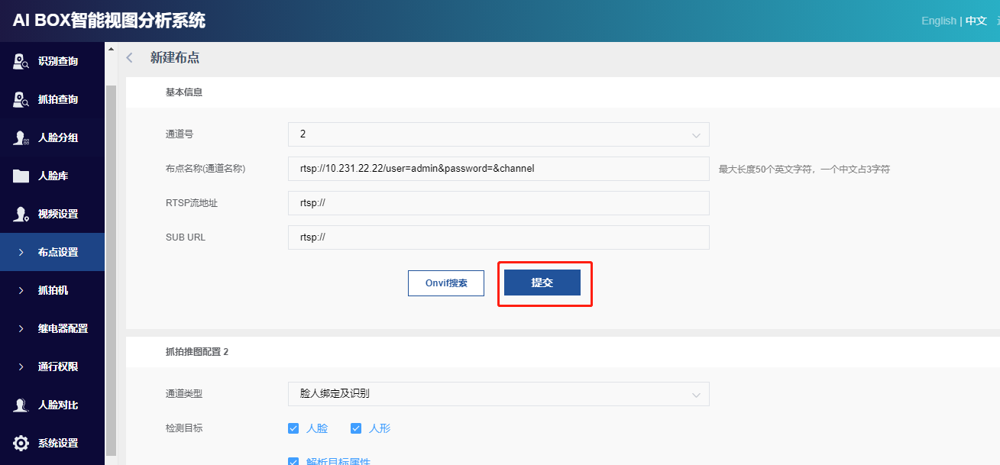 AI BOX智能视图分析系统
English | 中文
识别查询
抓拍查询
人脸分组
人脸库
视频设置
布点设置
抓拍机
继电器配置
通行权限
人脸对比
系统设置
新建布点
基本信息
通道号
2
布点名称(通道名称)
rtsp://10.231.22.22/user=admin&password=&channel
最大长度50个英文字符，一个中文占3字符
RTSP流地址
rtsp://
SUB URL
rtsp://
Onvif搜索
提交
抓拍推图配置 2
通道类型
脸人绑定及识别
检测目标
人脸
人形
解析目标属性